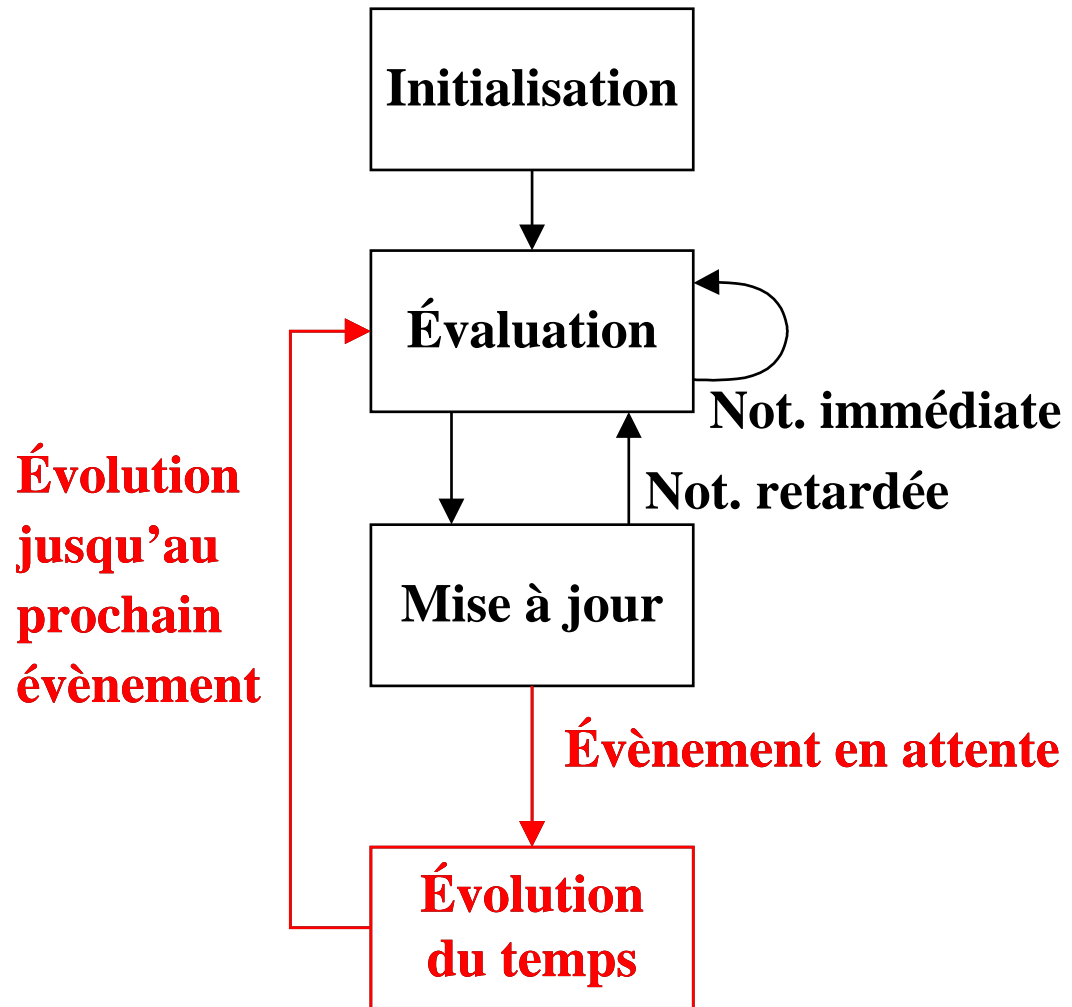 Initialisation
Évaluation
Not. immédiate
Not. retardée
Évolution
jusqu’au
prochain
évènement
Mise à jour
Évènement en attente
Évolution
du temps